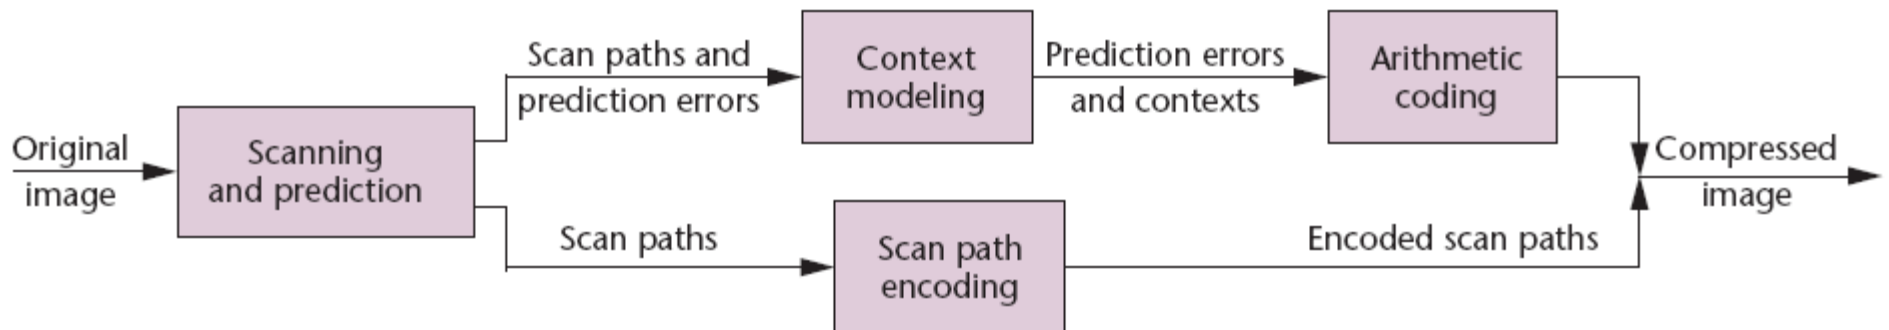 Original
image
Scanning
and prediction
Scan paths and
prediction errors
Context
modeling
Prediction errors
and contexts
Arithmetic
coding
Scan paths
Scan path
encoding
Encoded scan paths
Compressed
image